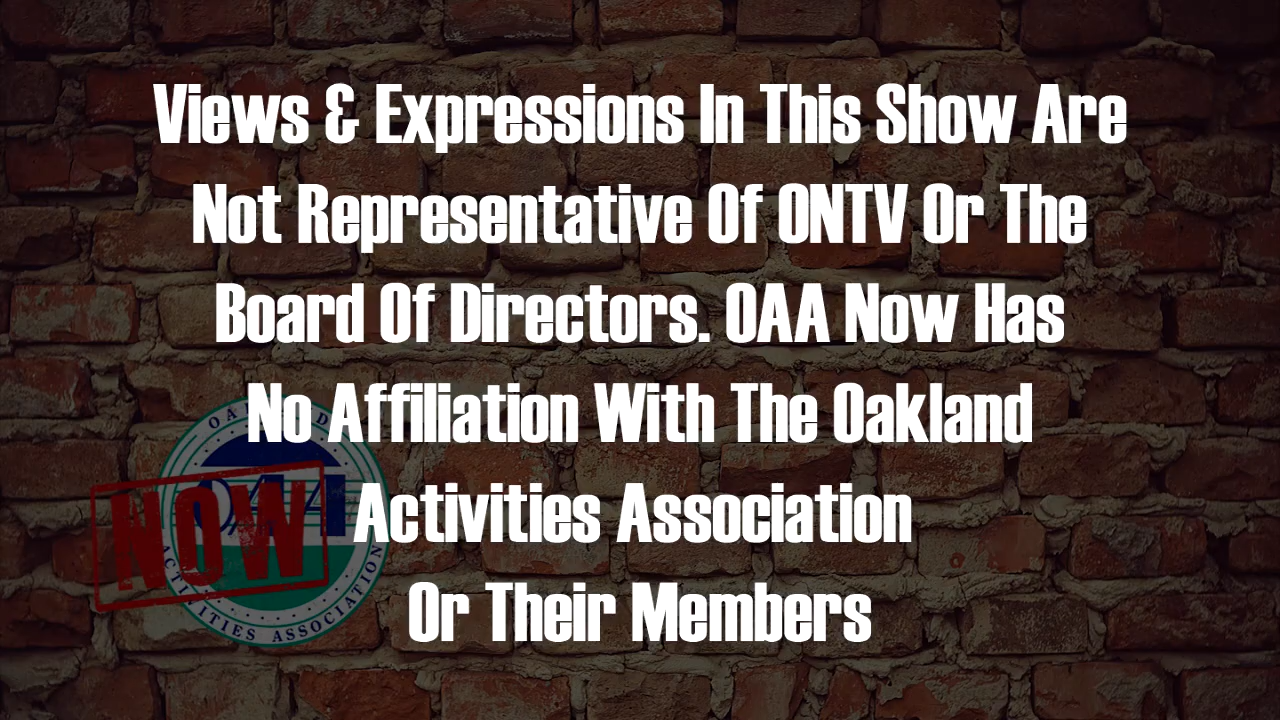 Views & Expressions In This Show Are
Not Representative Of ONTV Or The
Board Of Directors. OAA Now Has
No Affiliation With The Oakland
Activities Association
Or Their Members
OAA
NOW
ACTIVITIES ASSOCIATION